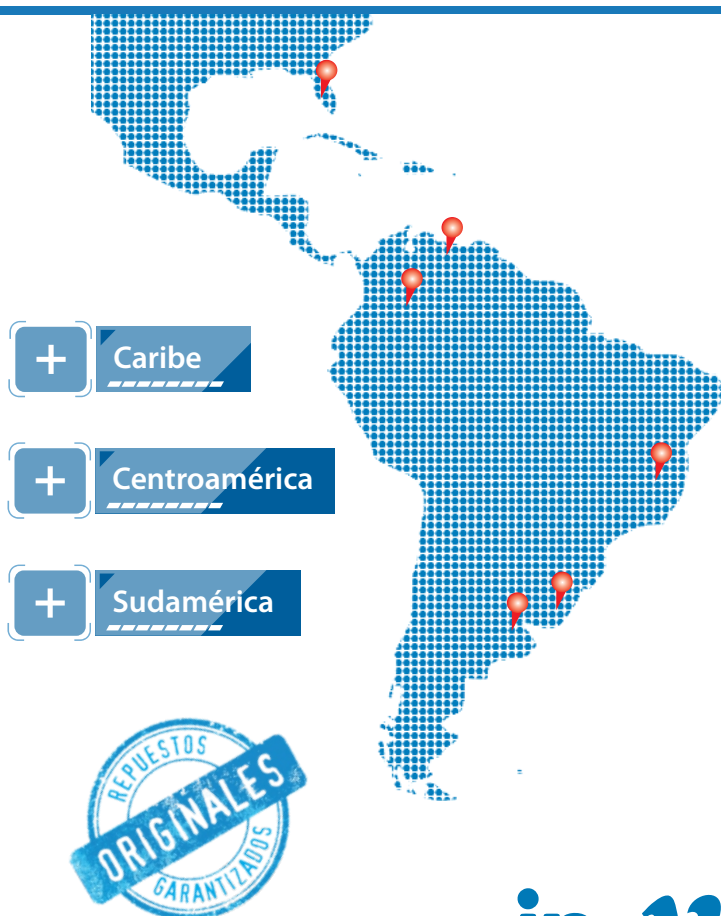 + Caribe
+ Centroamérica
+ Sudamérica
REPUESTOS
ORIGINALES
GARANTIZADOS